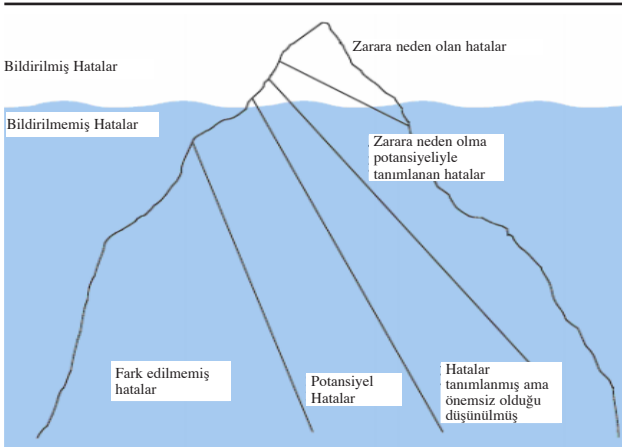 Zarara neden olan hatalar
Bildirilmiş Hatalar
Bildirilmemiş Hatalar
Zarara neden olma
potansiyeliyle
tanımlanan hatalar
Fark edilmemiş
hatalar
Potansiyel
Hatalar
Hatalar
tanımlanmış ama
önemsiz olduğu
düşünülmüş